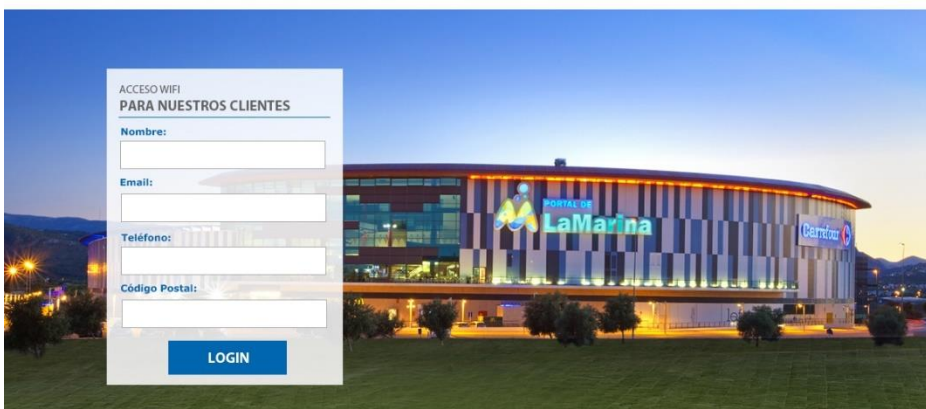 ACCESO WIFI
PARA NUESTROS CLIENTES
Nombre:
Email:
Teléfono:
Código Postal:
LOGIN
PORTAL DE
LaMarina
Carrefour